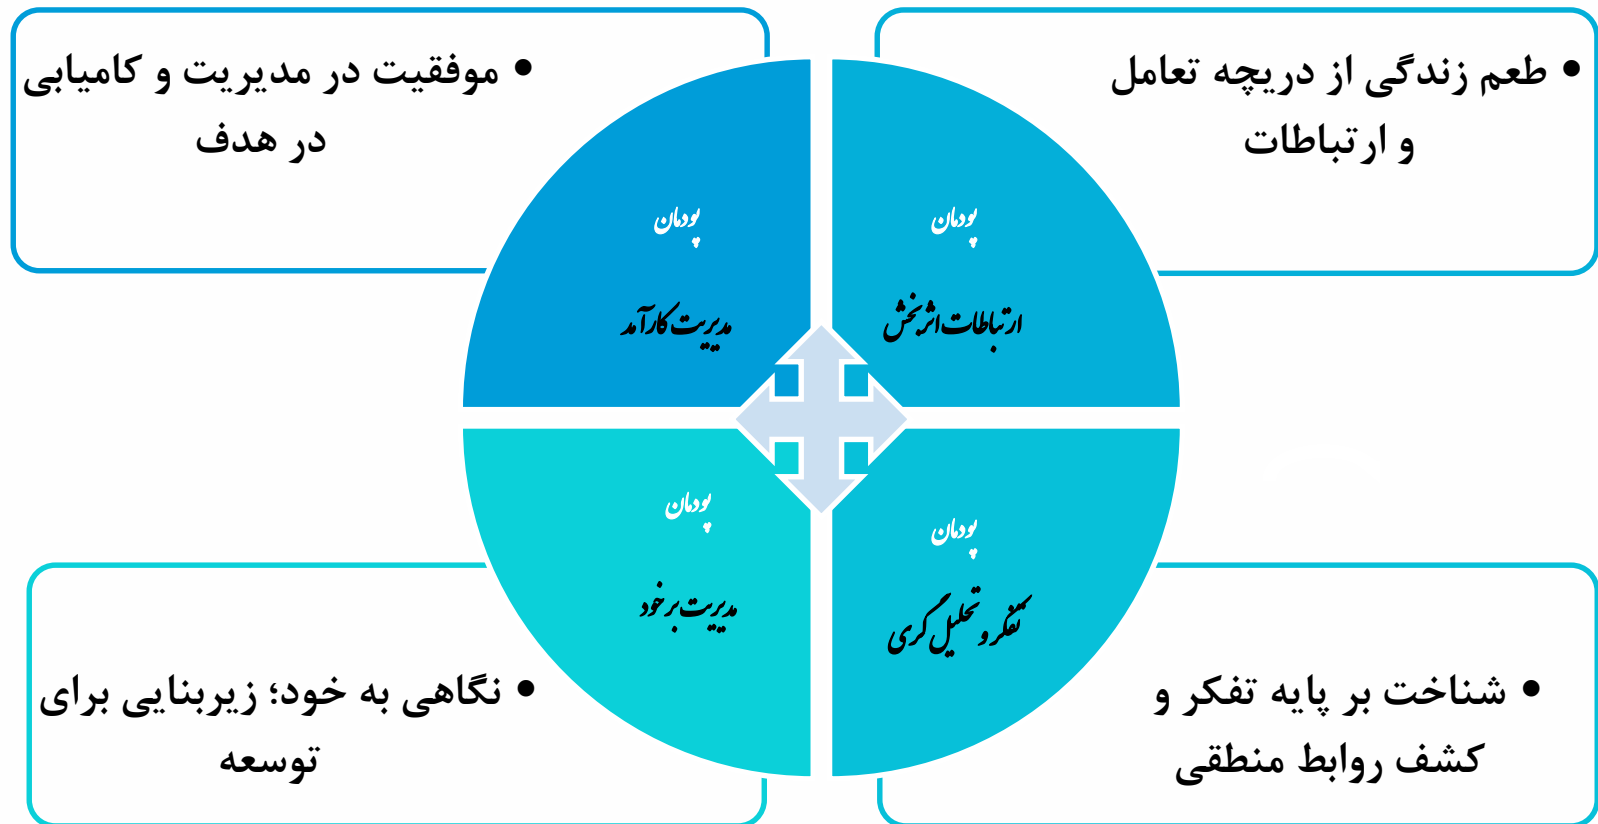 • طعم زندگی از دریچه تعامل
و ارتباطات
• موفقیت در مدیریت و کامیابی
در هدف
پودمان
ارتباطات اثربخش
پودمان
مدیریت کارآمد
پودمان
تفکر و تحلیل گری
پودمان
مدیریت بر خود
• شناخت بر پایه تفکر و
کشف روابط منطقی
• نگاهی به خود؛ زیربنایی برای
توسعه